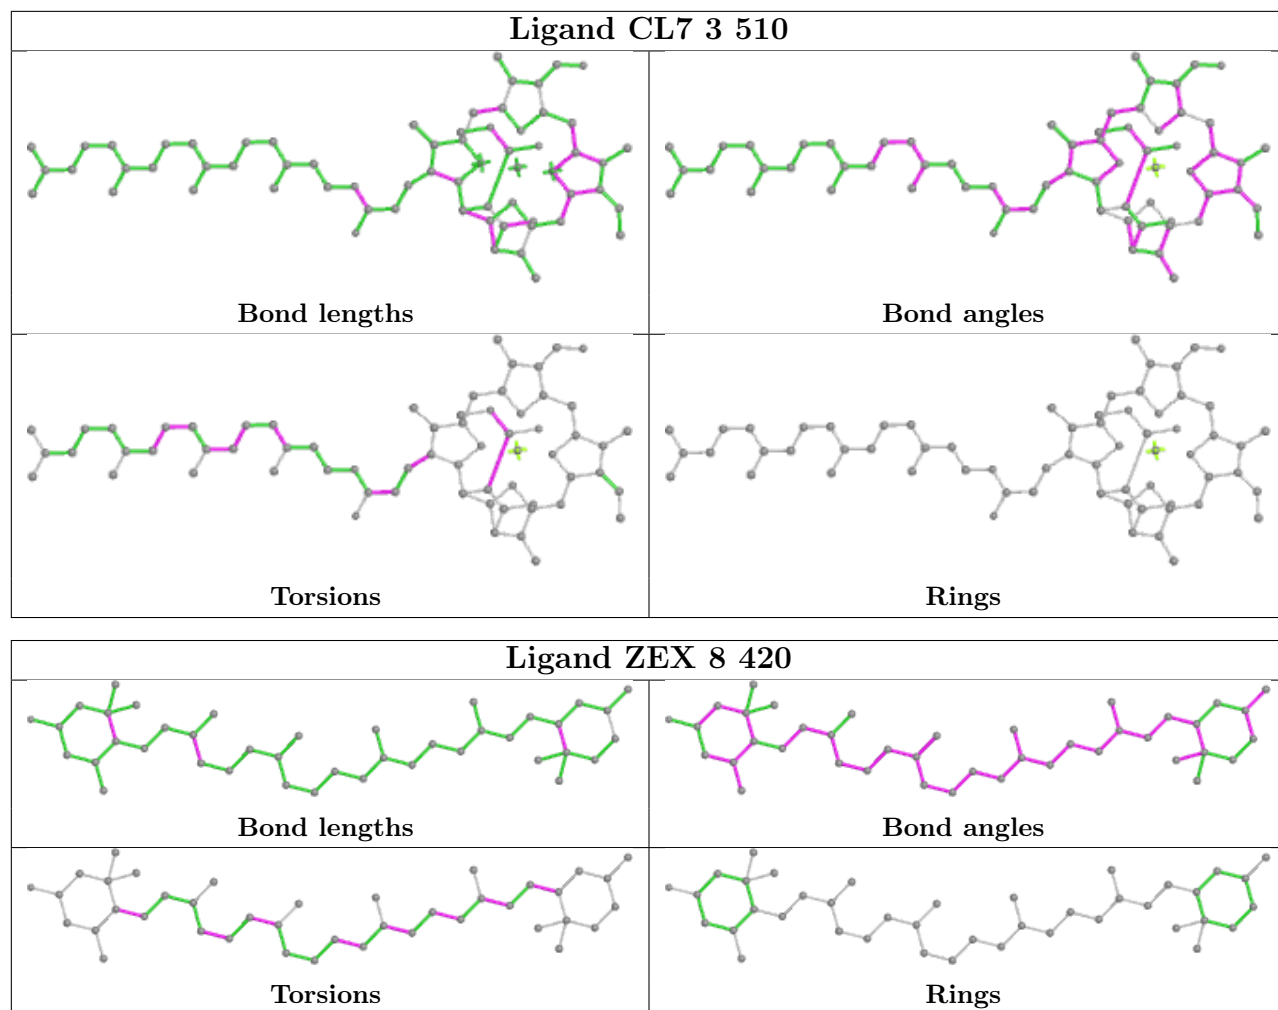 Ligand CL7 3 510
Bond lengths
Bond angles
Torsions
Rings
Ligand ZEX 8 420
Bond lengths
Bond angles
Torsions
Rings